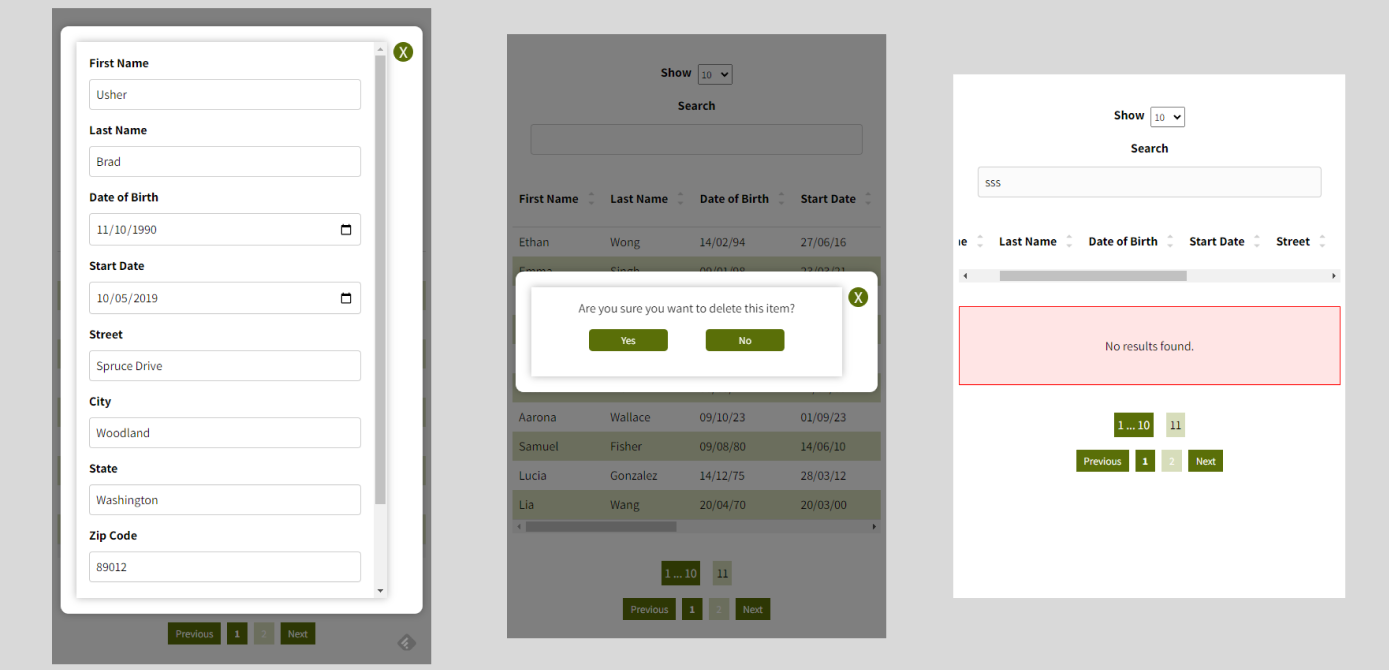 X
First Name
Usher
Last Name
Brad
Date of Birth
11/10/1990
Start Date
10/05/2019
Street
Spruce Drive
City
Woodland
State
Washington
Zip Code
89012
Previous 1 2 Next
Show 10
Search
First Name Last Name Date of Birth Start Date
Ethan Wong 14/02/94 27/06/16
Emma Singh 09/01/98 23/03/21
X
Are you sure you want to delete this item?
Yes No
Aarona Wallace 09/10/23 01/09/23
Samuel Fisher 09/08/80 14/06/10
Lucia Gonzalez 14/12/75 28/03/12
Lia Wang 20/04/70 20/03/00
1 ... 10 11
Previous 1 2 Next
Show 10
Search
sss
Last Name Date of Birth Start Date Street
No results found.
1 ... 10 11
Previous 1 2 Next